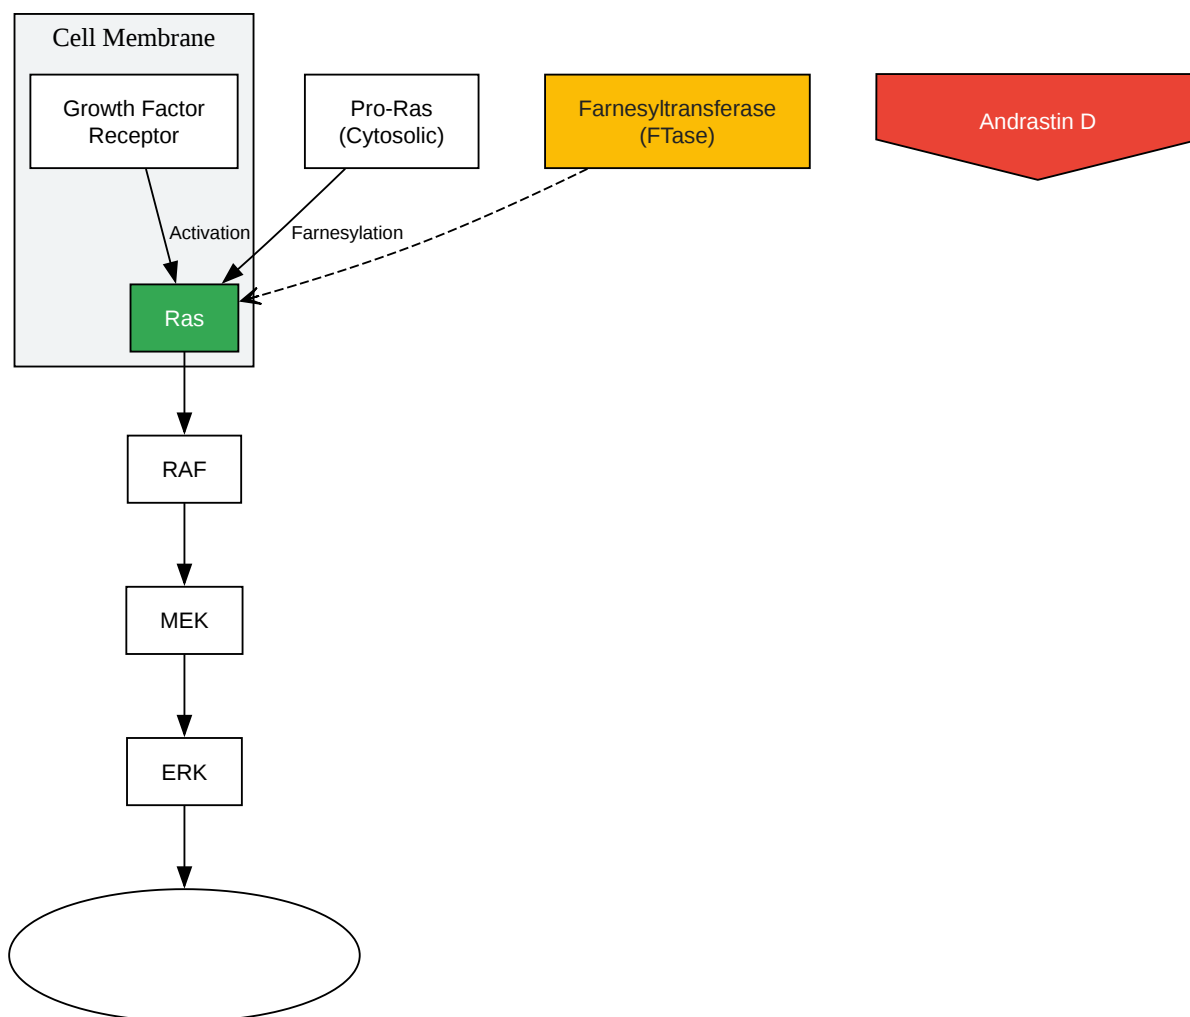 Cell Membrane
Growth Factor
Receptor
Pro-Ras
(Cytosolic)
Farnesyltransferase
(FTase)
Andrastin D
Activation
Farnesylation
Ras
RAF
MEK
ERK